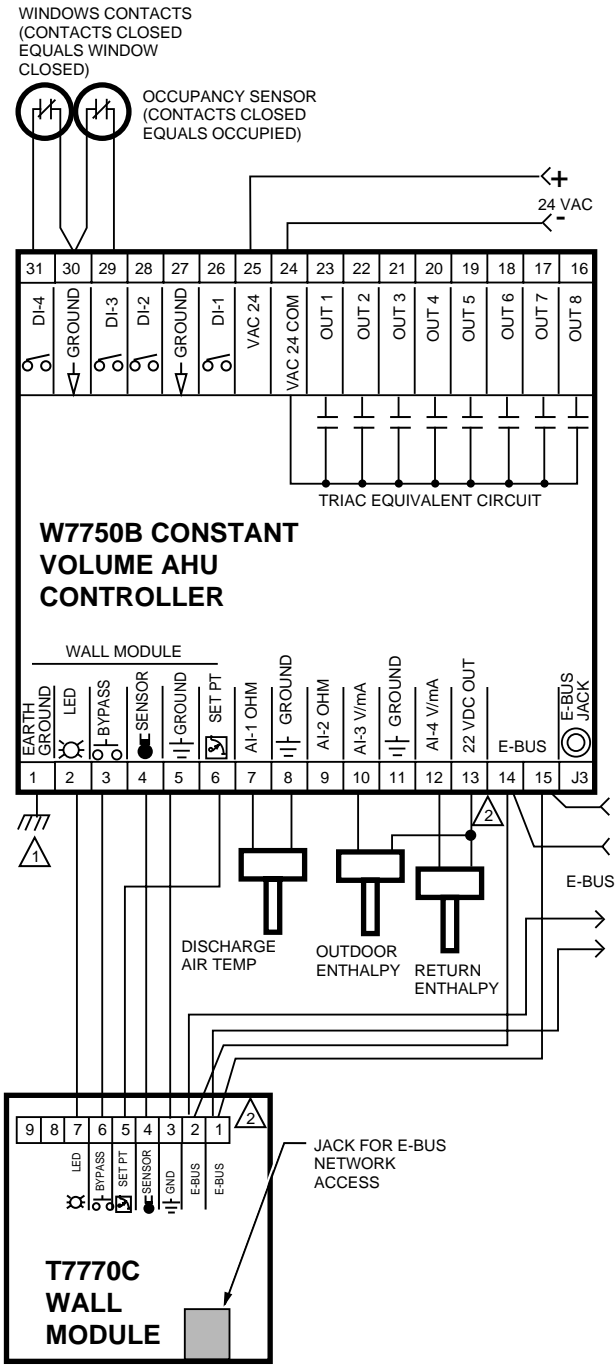 WINDOWS CONTACTS
(CONTACTS CLOSED
EQUALS WINDOW
CLOSED)
OCCUPANCY SENSOR
(CONTACTS CLOSED
EQUALS OCCUPIED)
+
24 VAC
-
31 30 29 28 27 26 25 24 23 22 21 20 19 18 17 16
DI-4
GROUND
DI-3
DI-2
GROUND
DI-1
VAC 24
VAC 24 COM
OUT 1
OUT 2
OUT 3
OUT 4
OUT 5
OUT 6
OUT 7
OUT 8
TRIAC EQUIVALENT CIRCUIT
W7750B CONSTANT
VOLUME AHU
CONTROLLER
WALL MODULE
EARTH
GROUND
LED
BYPASS
SENSOR
GROUND
SET PT
AI-1 OHM
GROUND
AI-2 OHM
AI-3 V/mA
GROUND
AI-4 V/mA
22 VDC OUT
E-BUS
E-BUS
JACK
1 2 3 4 5 6 7 8 9 10 11 12 13 14 15 J3
1
2
E-BUS
DISCHARGE
AIR TEMP
OUTDOOR
ENTHALPY
RETURN
ENTHALPY
9 8 7 6 5 4 3 2 1
2
LED
BYPASS
SET PT
SENSOR
GND
E-BUS
E-BUS
JACK FOR E-BUS
NETWORK
ACCESS
T7770C
WALL
MODULE